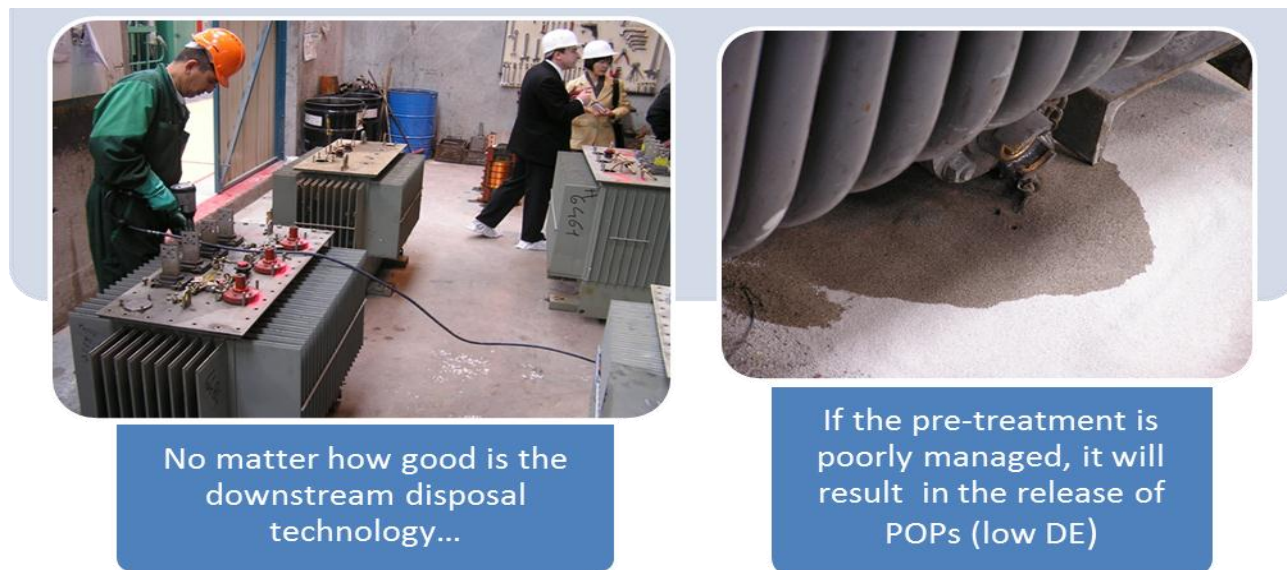 No matter how good is the
downstream disposal
technology…
If the pre-treatment is
poorly managed, it will
result in the release of
POPs (low DE)